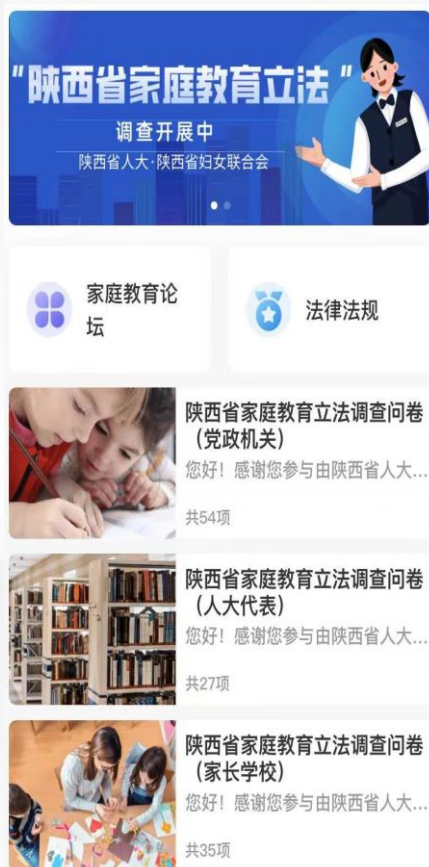 “陕西省家庭教育立法”
调查开展中
陕西省人大·陕西省妇女联合会
家庭教育论
坛
法律法规
陕西省家庭教育立法调查问卷
（党政机关）
您好！感谢您参与由陕西省人大...
共54项
陕西省家庭教育立法调查问卷
（人大代表）
您好！感谢您参与由陕西省人大...
共27项
陕西省家庭教育立法调查问卷
（家长学校）
您好！感谢您参与由陕西省人大...
共35项